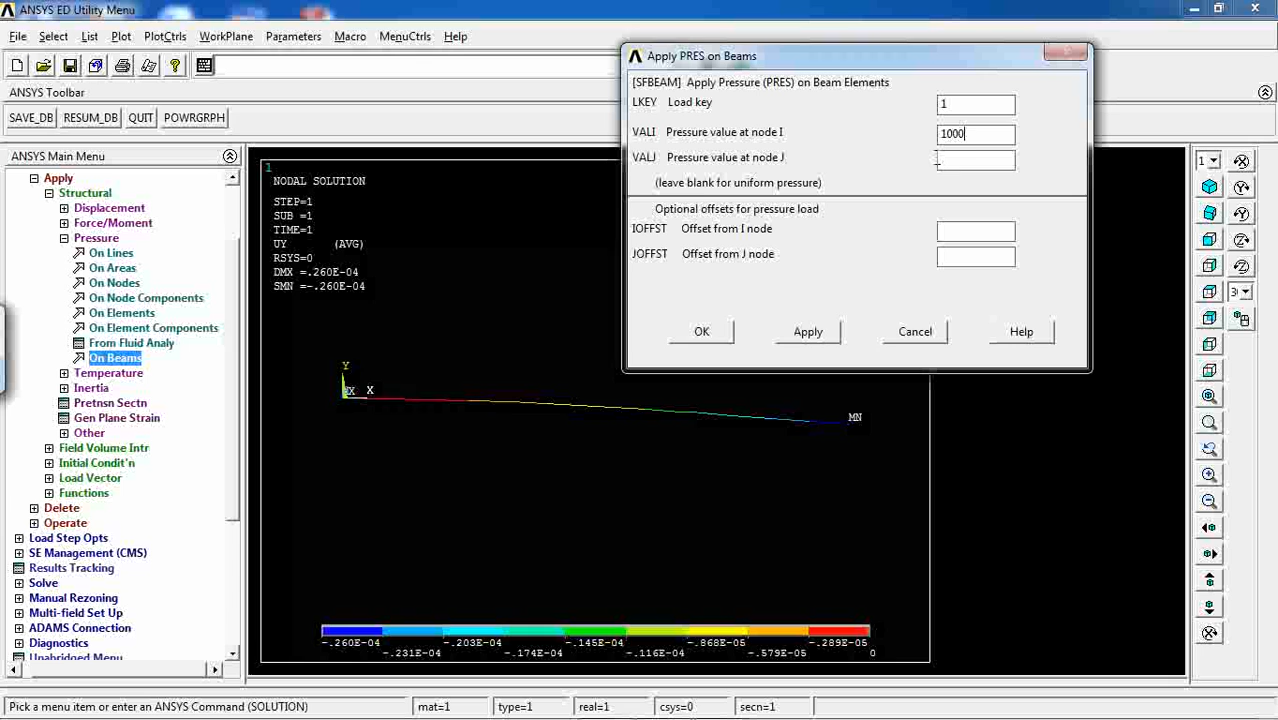 ANSYS ED Utility Menu
File Select List Plot PlotCtrls WorkPlane Parameters Macro MenuCtrls Help
ANSYS Toolbar
SAVE_DB RESUM_DB QUIT POWRGRPH
ANSYS Main Menu
Apply
Structural
Displacement
Force/Moment
Pressure
On Lines
On Areas
On Nodes
On Node Components
On Elements
On Element Components
From Fluid Analy
On Beams
Temperature
Inertia
Pretnsn Sectn
Gen Plane Strain
Other
Field Volume Intr
Initial Condit'n
Load Vector
Functions
Delete
Operate
Load Step Opts
SE Management (CMS)
Results Tracking
Solve
Manual Rezoning
Multi-field Set Up
ADAMS Connection
Diagnostics
Unabridged Menu
1
NODAL SOLUTION
STEP=1
SUB =1
TIME=1
UY (AVG)
RSYS=0
DMX =.260E-04
SMN =-.260E-04
Y
X
MN
-.260E-04 -.203E-04 -.145E-04 -.868E-05 -.289E-05
-.231E-04 -.174E-04 -.116E-04 -.579E-05 0
Apply PRES on Beams
[SFBEAM] Apply Pressure (PRES) on Beam Elements
LKEY Load key 1
VALI Pressure value at node I 1000
VALJ Pressure value at node J
(leave blank for uniform pressure)
Optional offsets for pressure load
IOFFST Offset from I node
JOFFST Offset from J node
OK Apply Cancel Help
1
Pick a menu item or enter an ANSYS Command (SOLUTION) mat=1 type=1 real=1 csys=0 secn=1